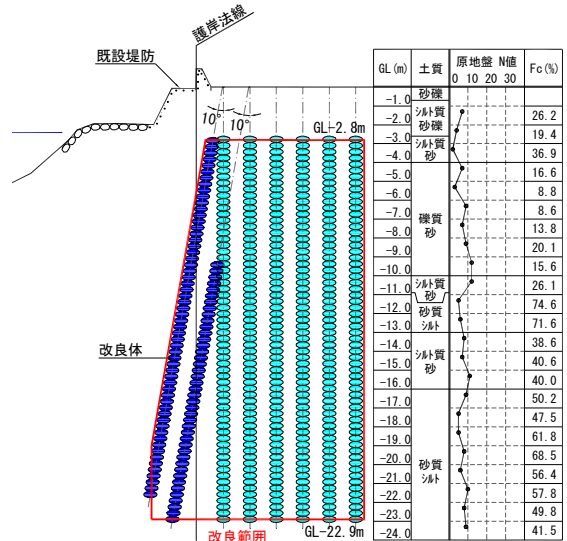 護岸法線
既設堤防
10°
10°
GL-2.8m
改良体
改良範囲
GL-22.9m
GL(m) 土質 原地盤 N値 Fc(%)
0 10 20 30
砂礫
-1.0
シルト質砂礫
-2.0 26.2
-3.0 19.4
シルト質砂
-4.0 36.9
-5.0 16.6
-6.0 8.8
礫質砂
-7.0 8.6
-8.0 13.8
-9.0 20.1
-10.0 15.6
シルト質砂
-11.0 26.1
砂質シルト
-12.0 74.6
-13.0 71.6
シルト質砂
-14.0 38.6
-15.0 40.6
-16.0 40.0
-17.0 50.2
-18.0 47.5
-19.0 61.8
砂質シルト
-20.0 68.5
-21.0 56.4
-22.0 57.8
-23.0 49.8
-24.0 41.5